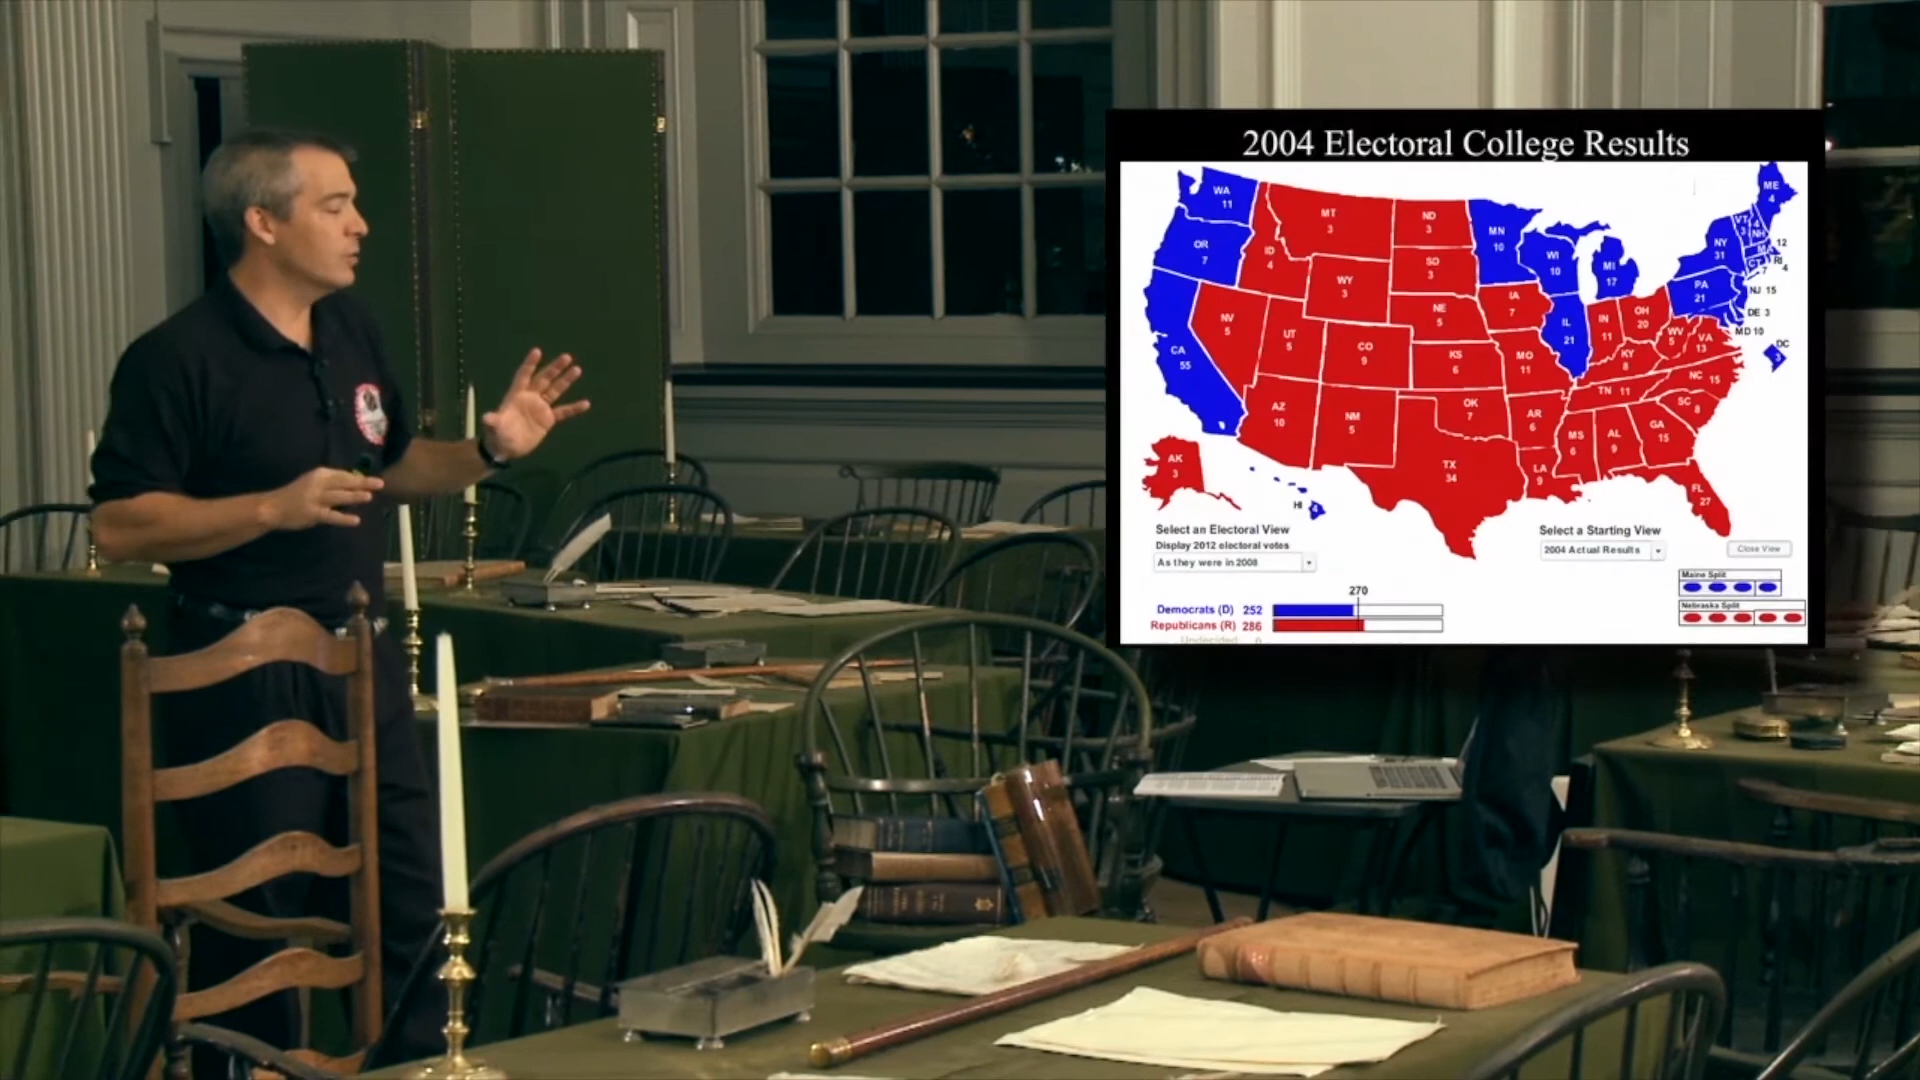 2004 Electoral College Results
WA
11
OR
7
CA
55
NV
5
ID
4
MT
3
WY
3
UT
5
AZ
10
CO
9
NM
5
ND
3
SD
3
NE
5
KS
6
OK
7
TX
34
MN
10
IA
7
MO
11
AR
6
LA
9
WI
10
IL
21
MI
17
IN
11
OH
20
KY
8
TN 11
MS
6
AL
9
GA
15
FL
27
SC
8
NC 15
VA
13
WV
5
PA
21
NY
31
VT
3
4
NH
ME
4
MA
12
CT
7
RI
4
NJ 15
DE 3
MD 10
DC
3
AK
3
HI
4
Select an Electoral View
Display 2012 electoral votes
As they were in 2008
Select a Starting View
2004 Actual Results
Close View
Maine Split
Nebraska Split
270
Democrats (D) 252
Republicans (R) 286
Undecided: 0